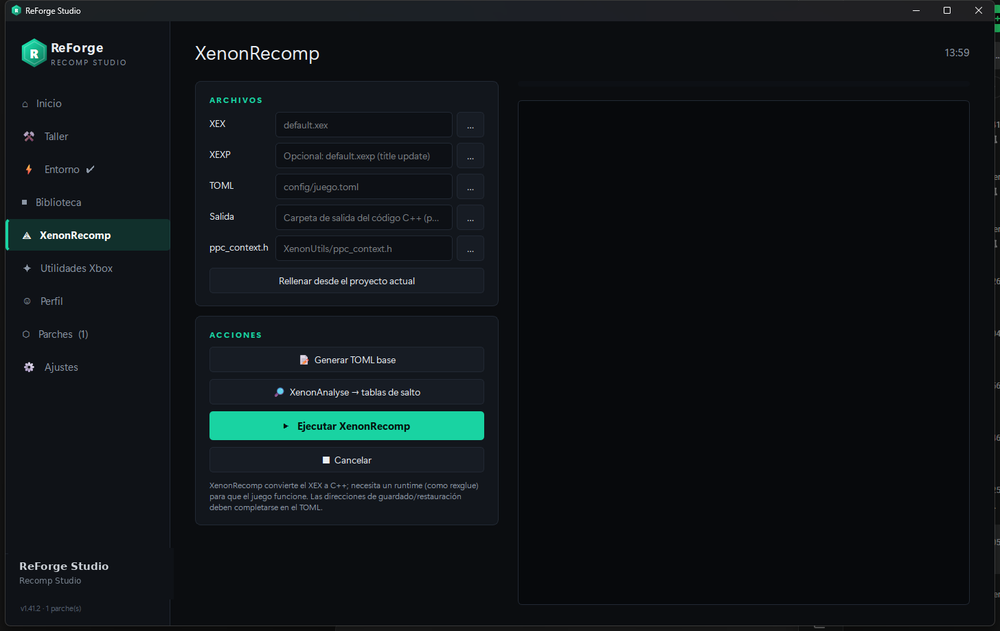 ReForge Studio
R
ReForge
RECOMP STUDIO
Inicio
Taller
Entorno ✓
Biblioteca
XenonRecomp
Utilidades Xbox
Perfil
Parches (1)
Ajustes
ReForge Studio
Recomp Studio
v1.41.2 · 1 parche(s)
XenonRecomp
13:59
ARCHIVOS
XEX default.xex ...
XEXP Opcional: default.xexp (title update) ...
TOML config/juego.toml ...
Salida Carpeta de salida del código C++ (p... ...
ppc_context.h XenonUtils/ppc_context.h ...
Rellenar desde el proyecto actual
ACCIONES
Generar TOML base
XenonAnalyse → tablas de salto
Ejecutar XenonRecomp
Cancelar
XenonRecomp convierte el XEX a C++; necesita un runtime (como rexglue)
para que el juego funcione. Las direcciones de guardado/restauración
deben completarse en el TOML.